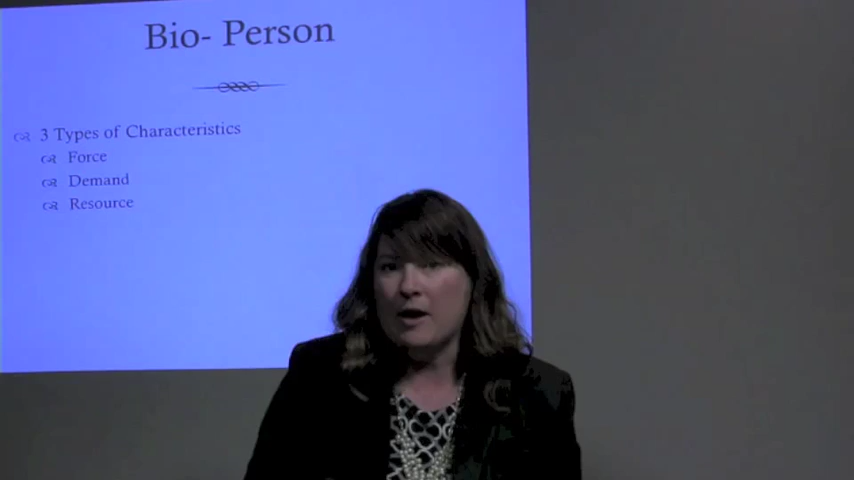 Bio- Person
3 Types of Characteristics
Force
Demand
Resource